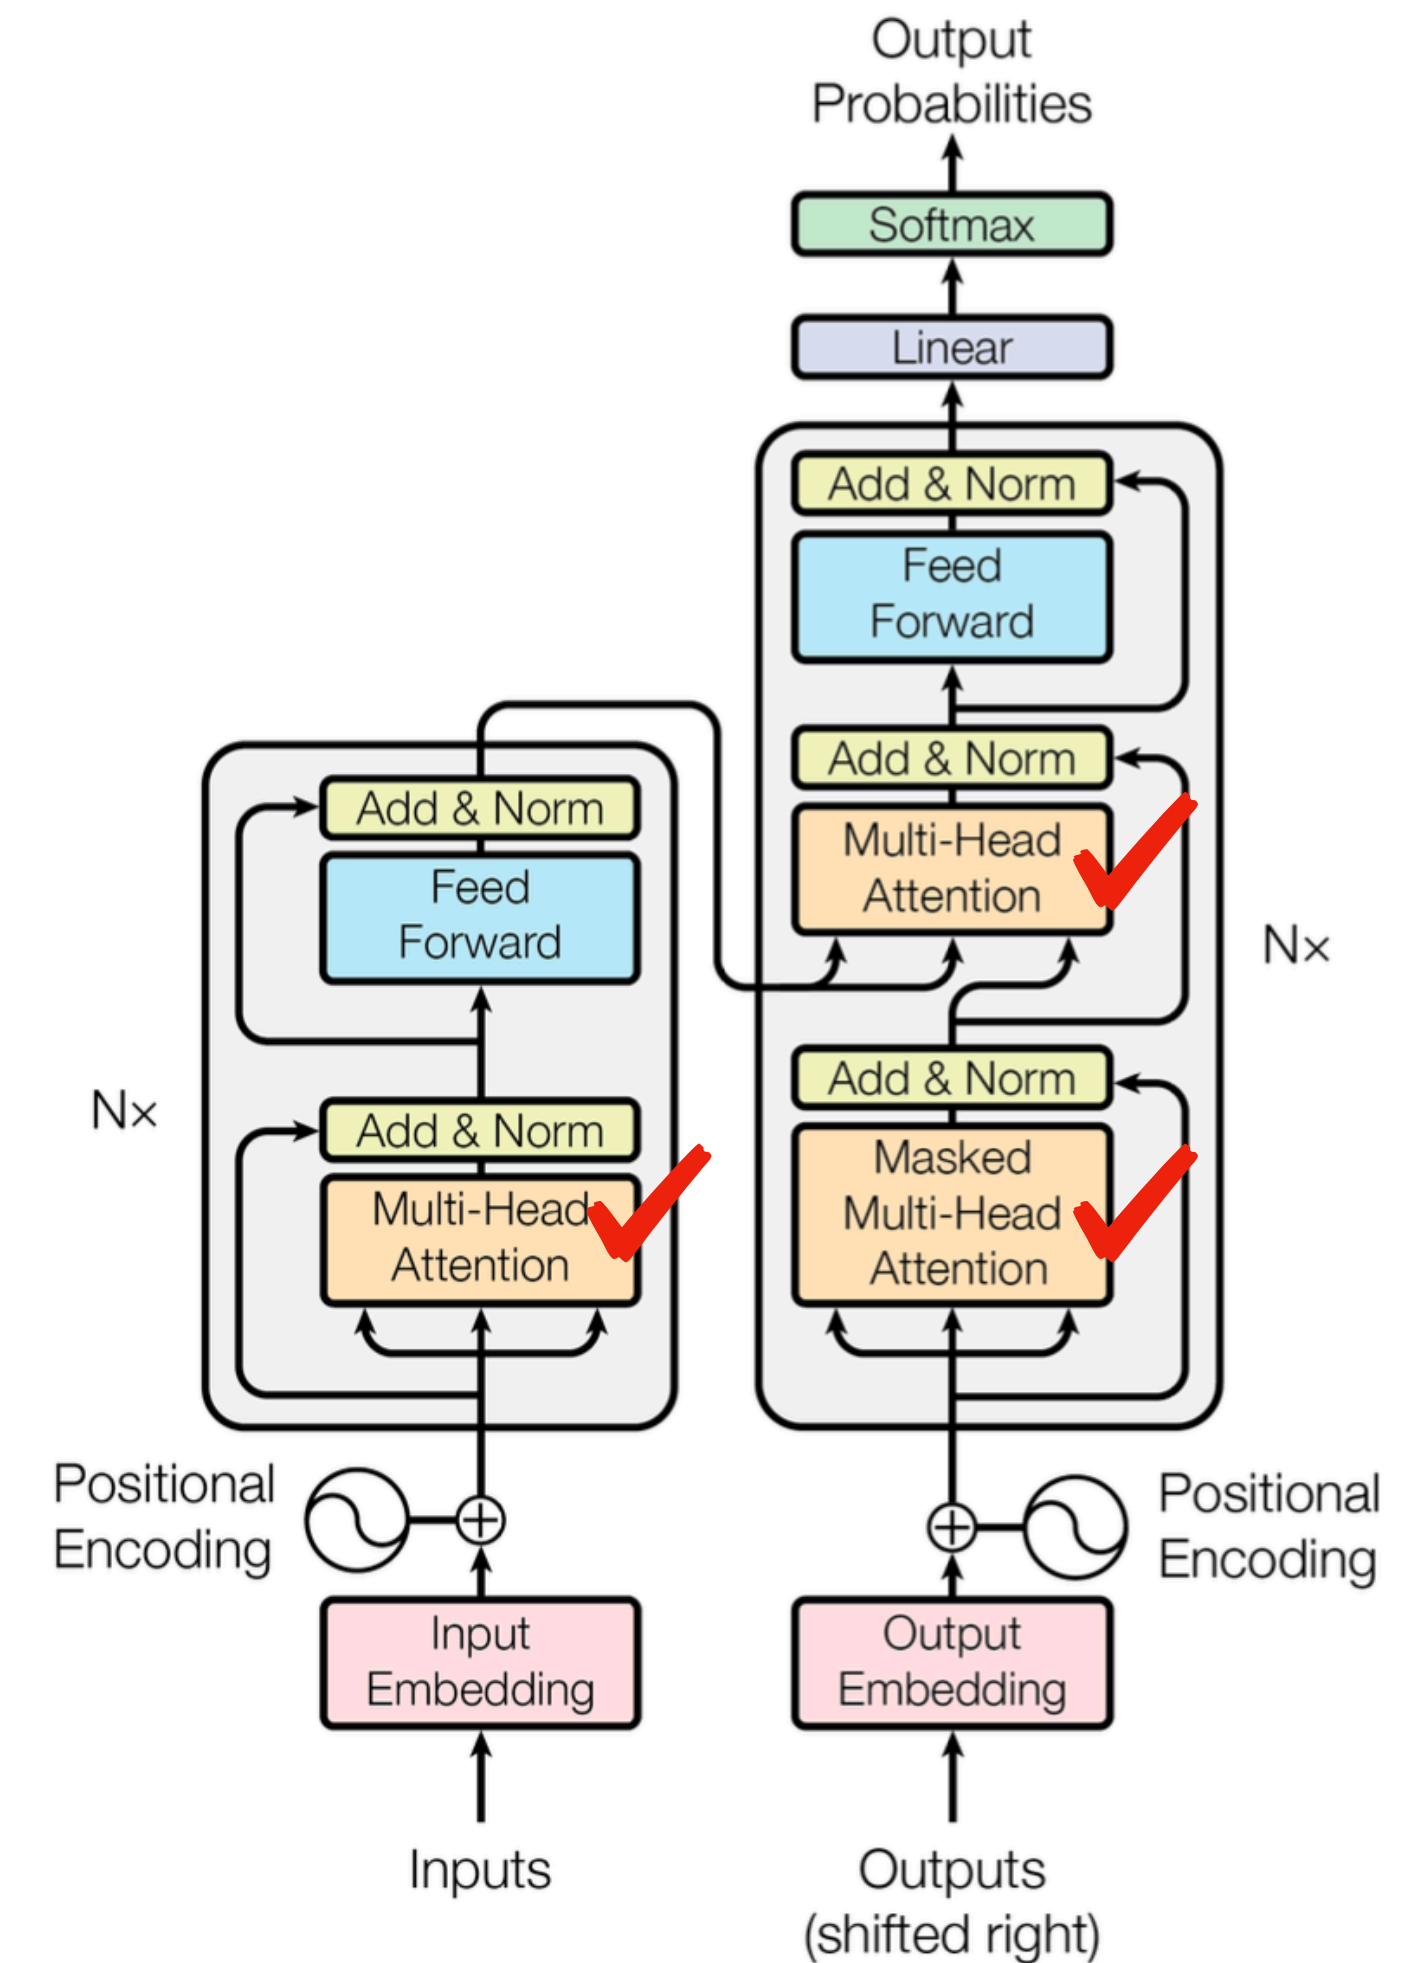 Output
Probabilities
Softmax
Linear
Add & Norm
Feed
Forward
Add & Norm
Multi-Head
Attention
Nx
Add & Norm
Masked
Multi-Head
Attention
Add & Norm
Feed
Forward
Nx
Add & Norm
Multi-Head
Attention
Positional
Encoding
Positional
Encoding
Input
Embedding
Output
Embedding
Inputs
Outputs
(shifted right)